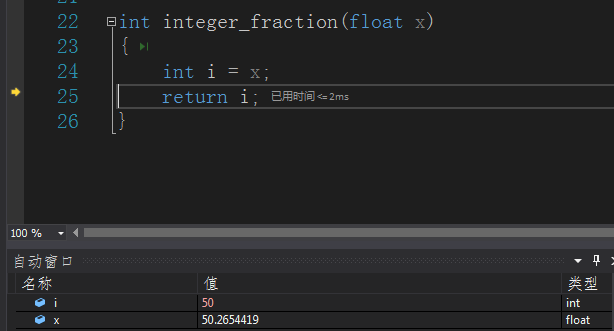 22 int integer_fraction(float x)
23 {
24 int i = x;
25 return i; 已用时间<=2ms
26 }
100 %
自动窗口
名称 值 类型
i 50 int
x 50.2654419 float